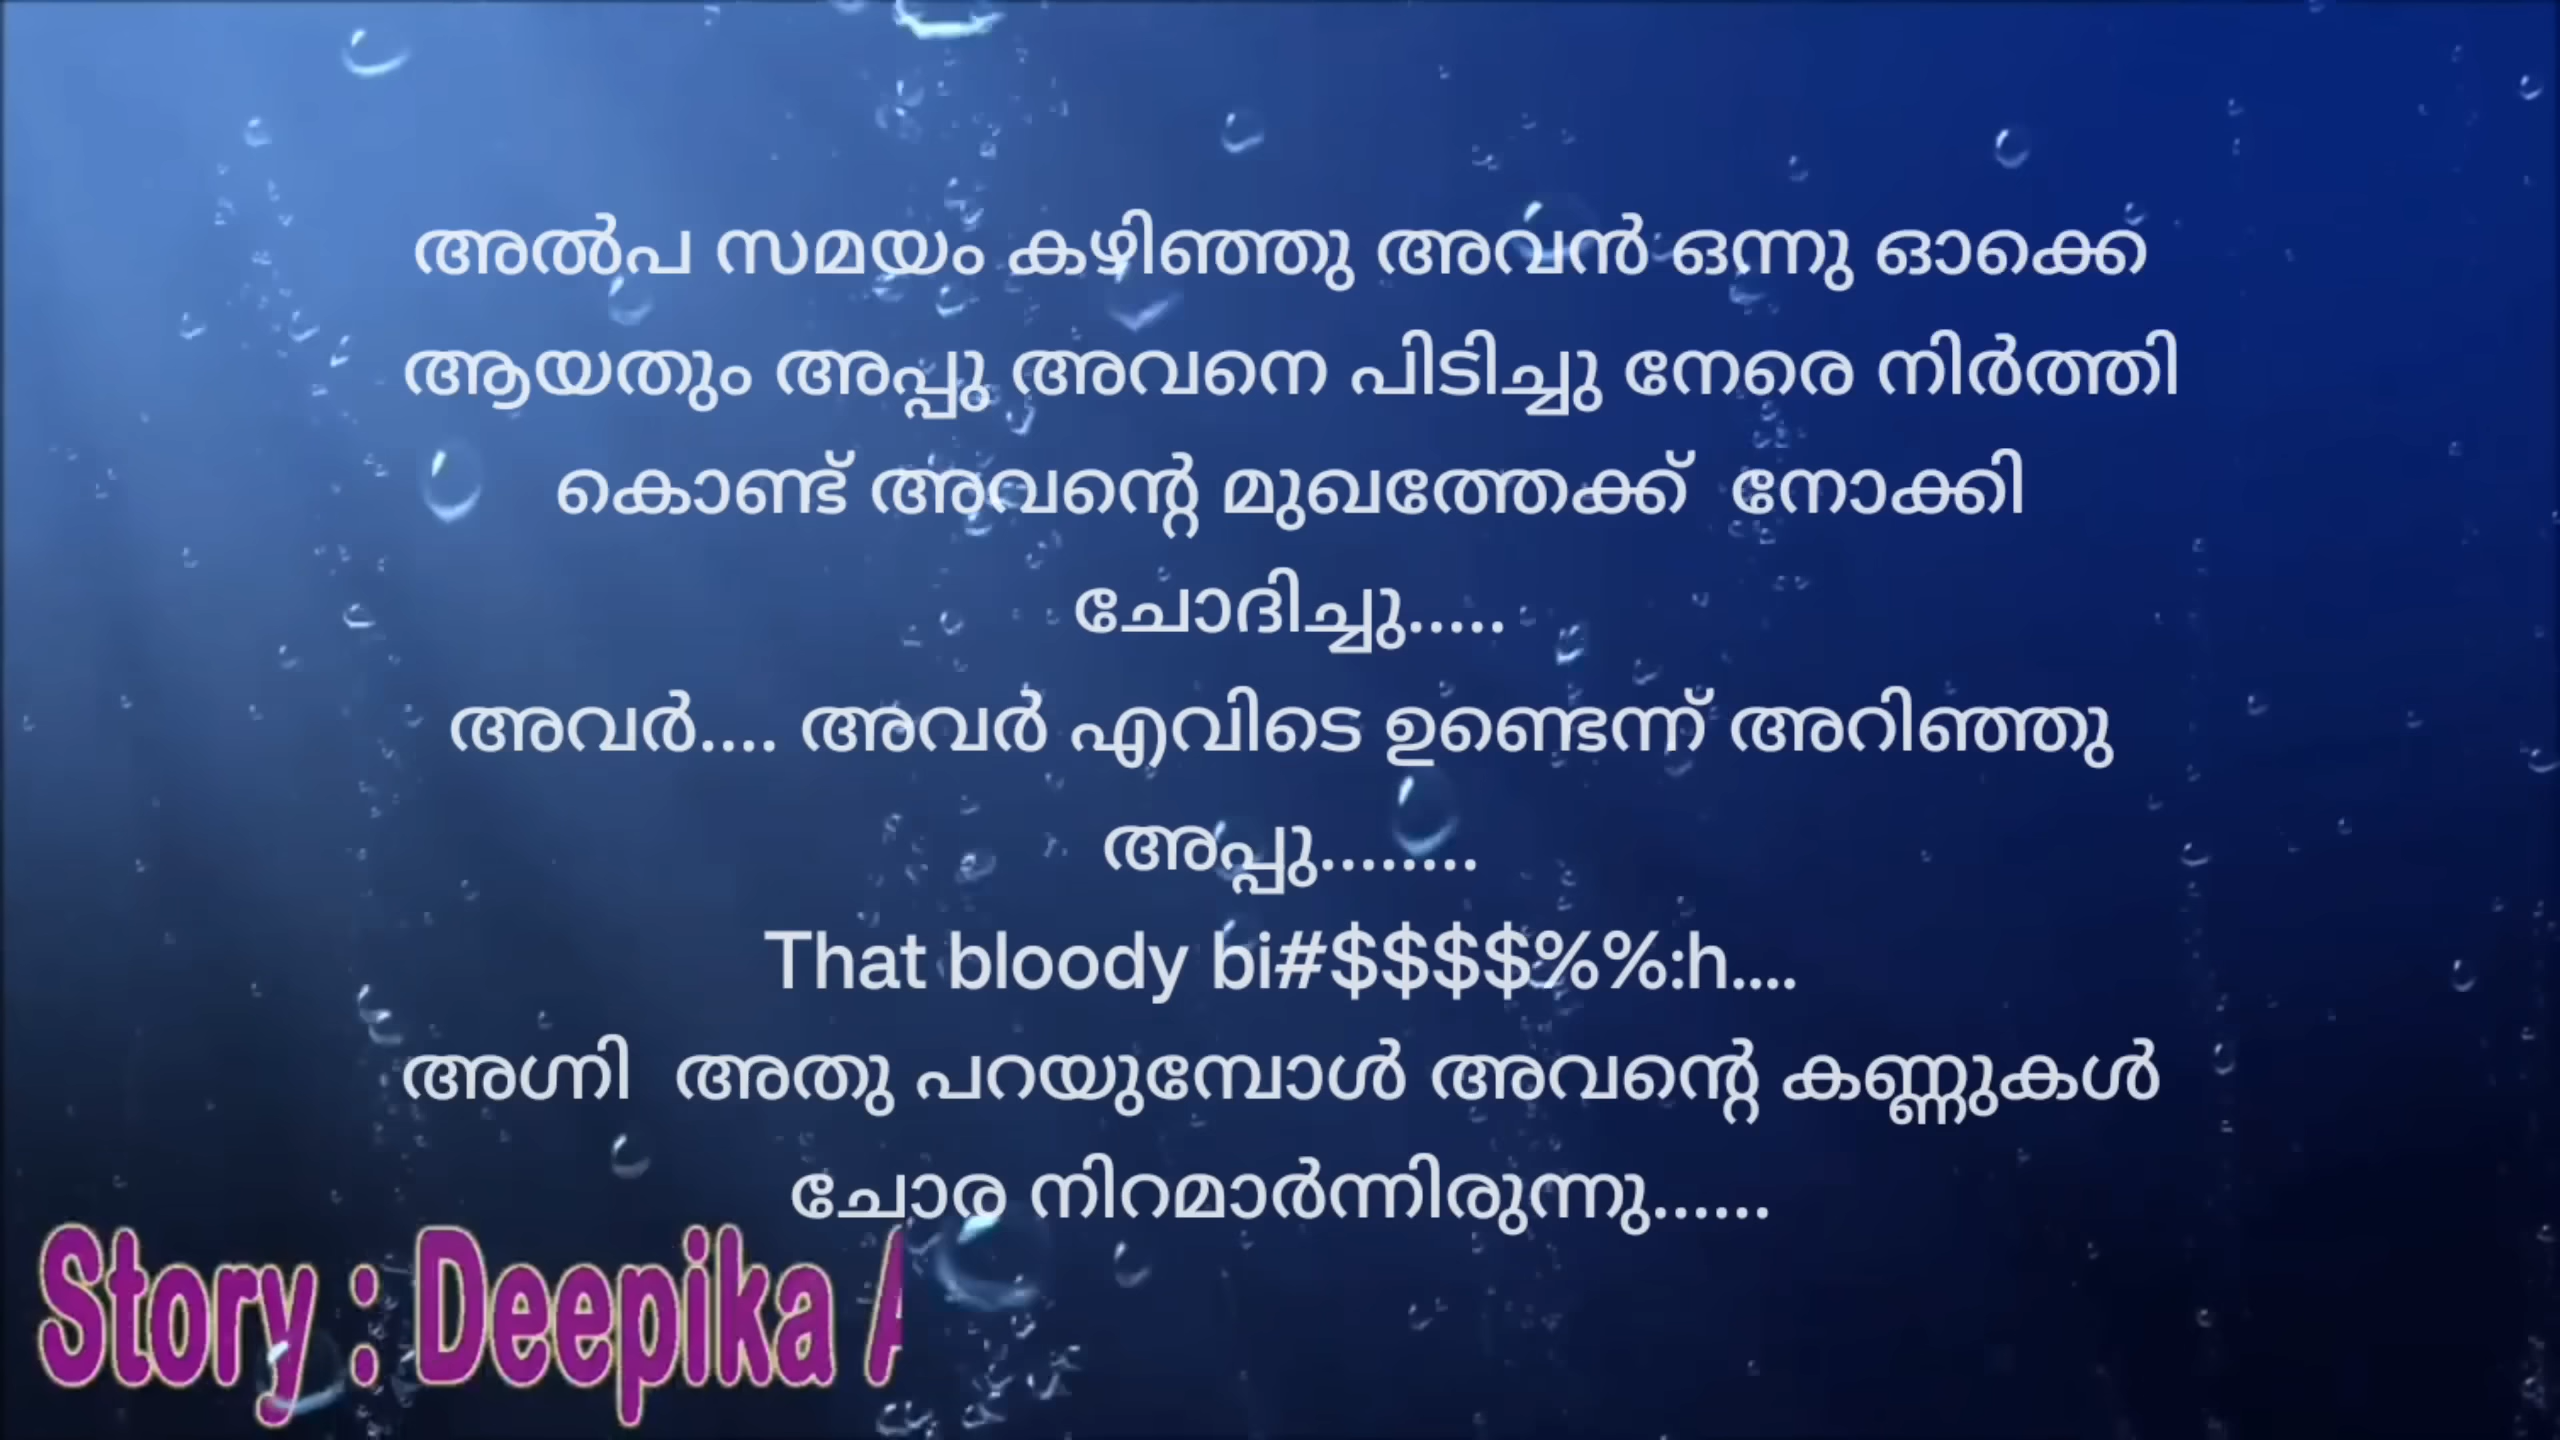 അൽപ സമയം കഴിഞ്ഞു അവൻ ഒന്നു ഓക്കെ
ആയതും അപ്പു അവനെ പിടിച്ചു നേരെ നിർത്തി
കൊണ്ട് അവന്റെ മുഖത്തേക്ക്  നോക്കി
ചോദിച്ചു.....
അവർ.... അവർ എവിടെ ഉണ്ടെന്ന് അറിഞ്ഞു
അപ്പു........
That bloody bi#$$$$%%:h....
അഗ്നി  അതു പറയുമ്പോൾ അവന്റെ കണ്ണുകൾ
ചോര നിറമാർന്നിരുന്നു......
Story : Deepika